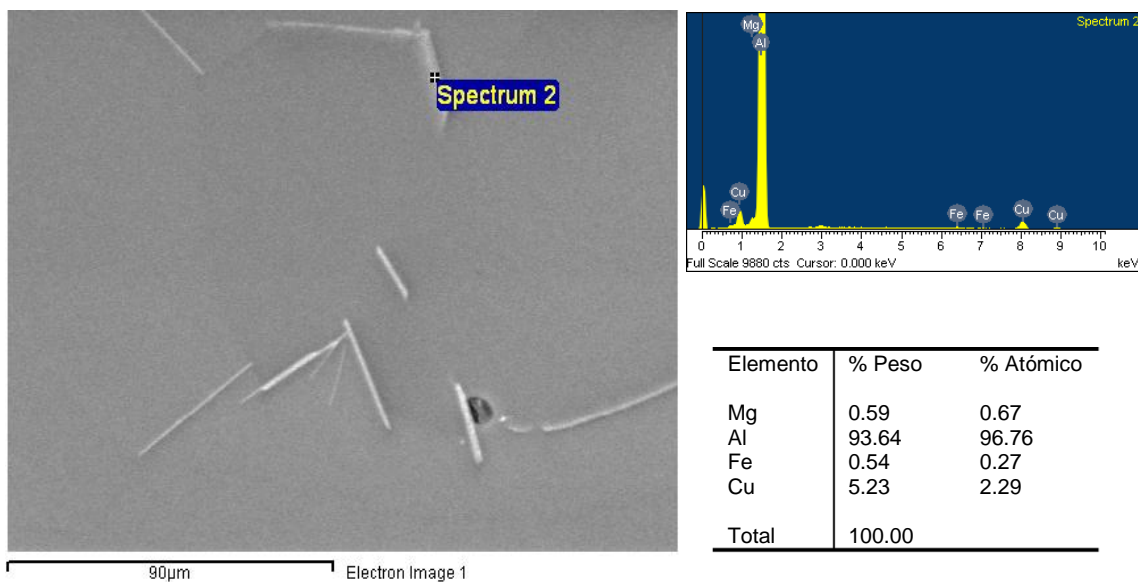 Spectrum 2
90µm
Electron Image 1
Spectrum 2
Mg
Al
Cu
Fe
Fe
Fe
Cu
Cu
0 1 2 3 4 5 6 7 8 9 10
Full Scale 9880 cts Cursor: 0.000 keV
keV
Elemento % Peso % Atómico
Mg 0.59 0.67
Al 93.64 96.76
Fe 0.54 0.27
Cu 5.23 2.29
Total 100.00